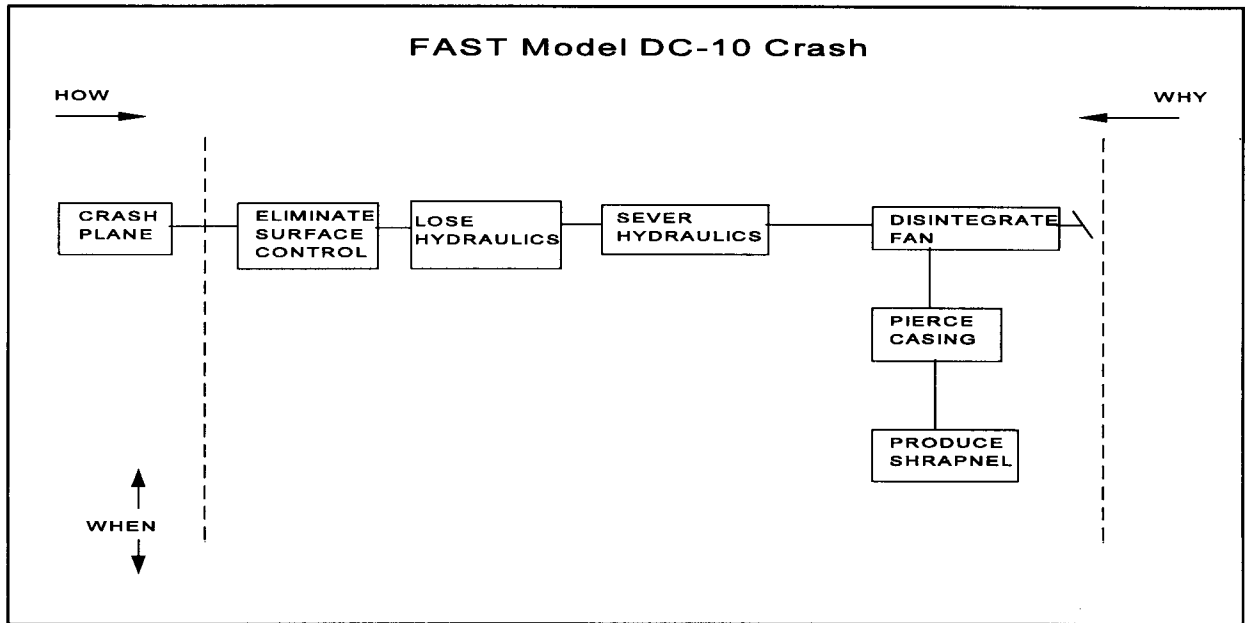 FAST Model DC-10 Crash
HOW
WHY
CRASH
PLANE
ELIMINATE
SURFACE
CONTROL
LOSE
HYDRAULICS
SEVER
HYDRAULICS
DISINTEGRATE
FAN
PIERCE
CASING
PRODUCE
SHRAPNEL
WHEN